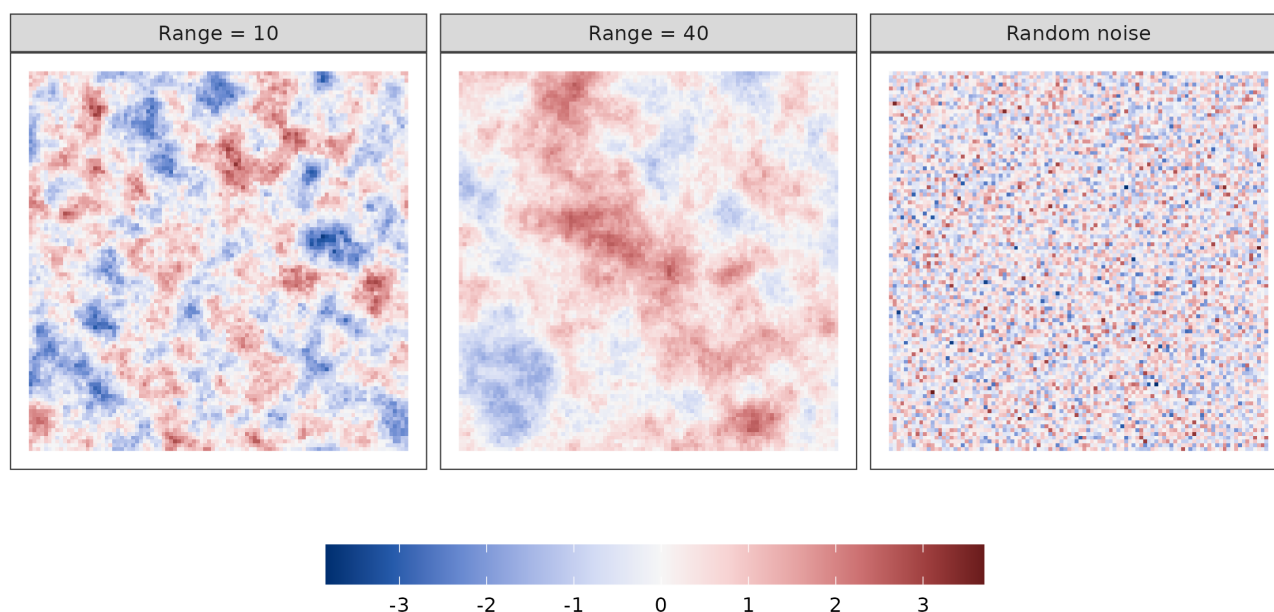 Range = 10
Range = 40
Random noise
-3 -2 -1 0 1 2 3